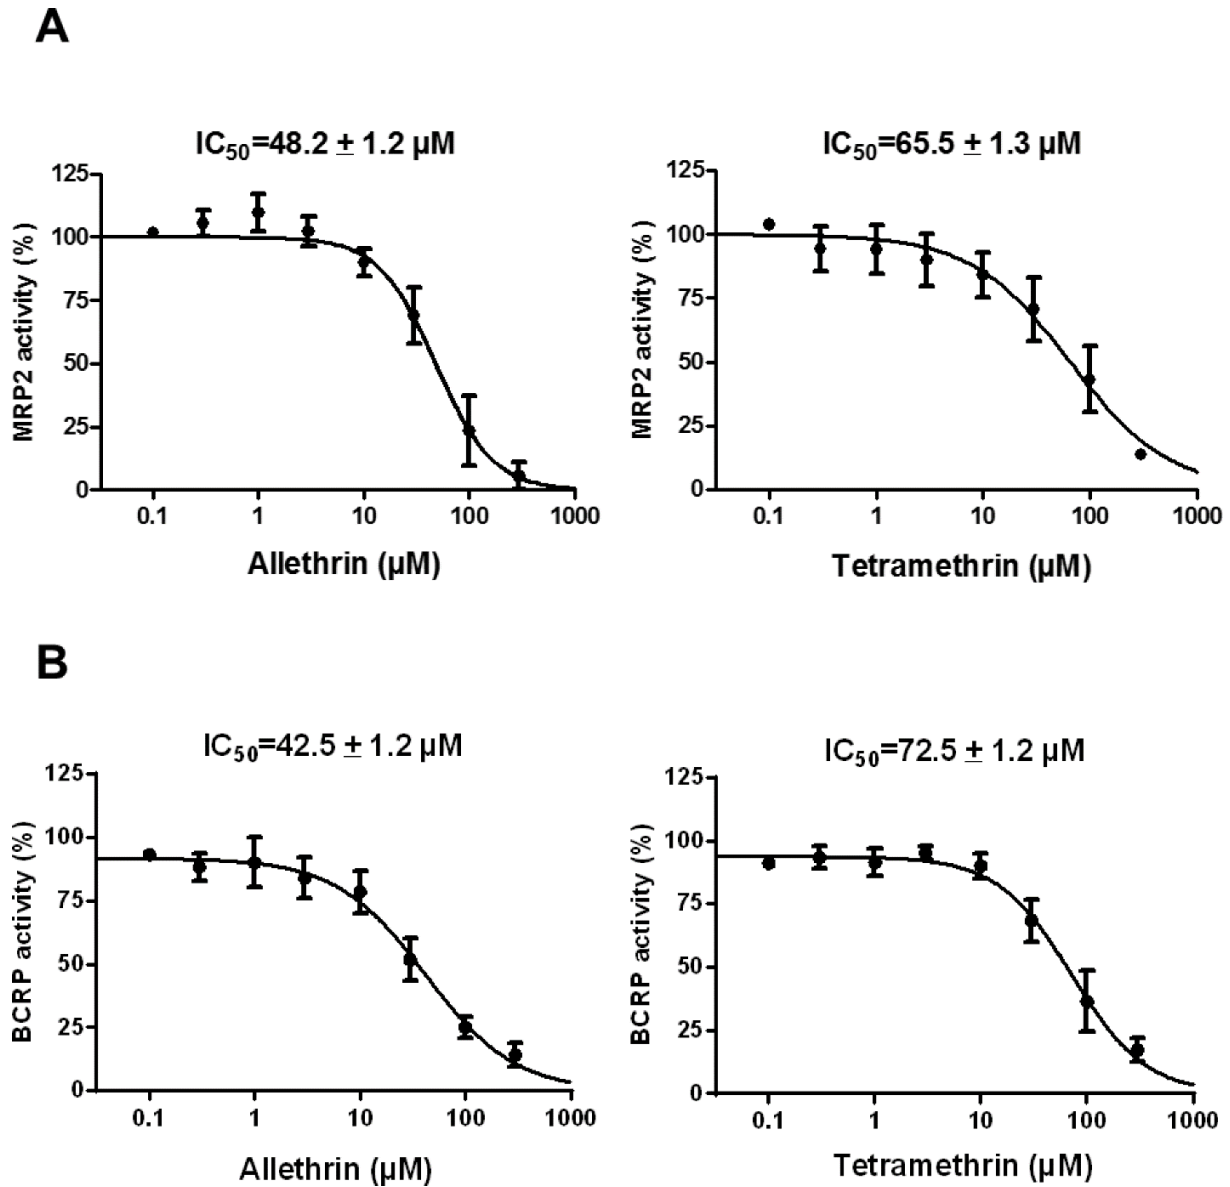 A
IC50=48.2 ± 1.2 µM
125
100
75
50
25
0
MRP2 activity (%)
0.1 1 10 100 1000
Allethrin (µM)
IC50=65.5 ± 1.3 µM
125
100
75
50
25
0
MRP2 activity (%)
0.1 1 10 100 1000
Tetramethrin (µM)
B
IC50=42.5 ± 1.2 µM
125
100
75
50
25
0
BCRP activity (%)
0.1 1 10 100 1000
Allethrin (µM)
IC50=72.5 ± 1.2 µM
125
100
75
50
25
0
BCRP activity (%)
0.1 1 10 100 1000
Tetramethrin (µM)